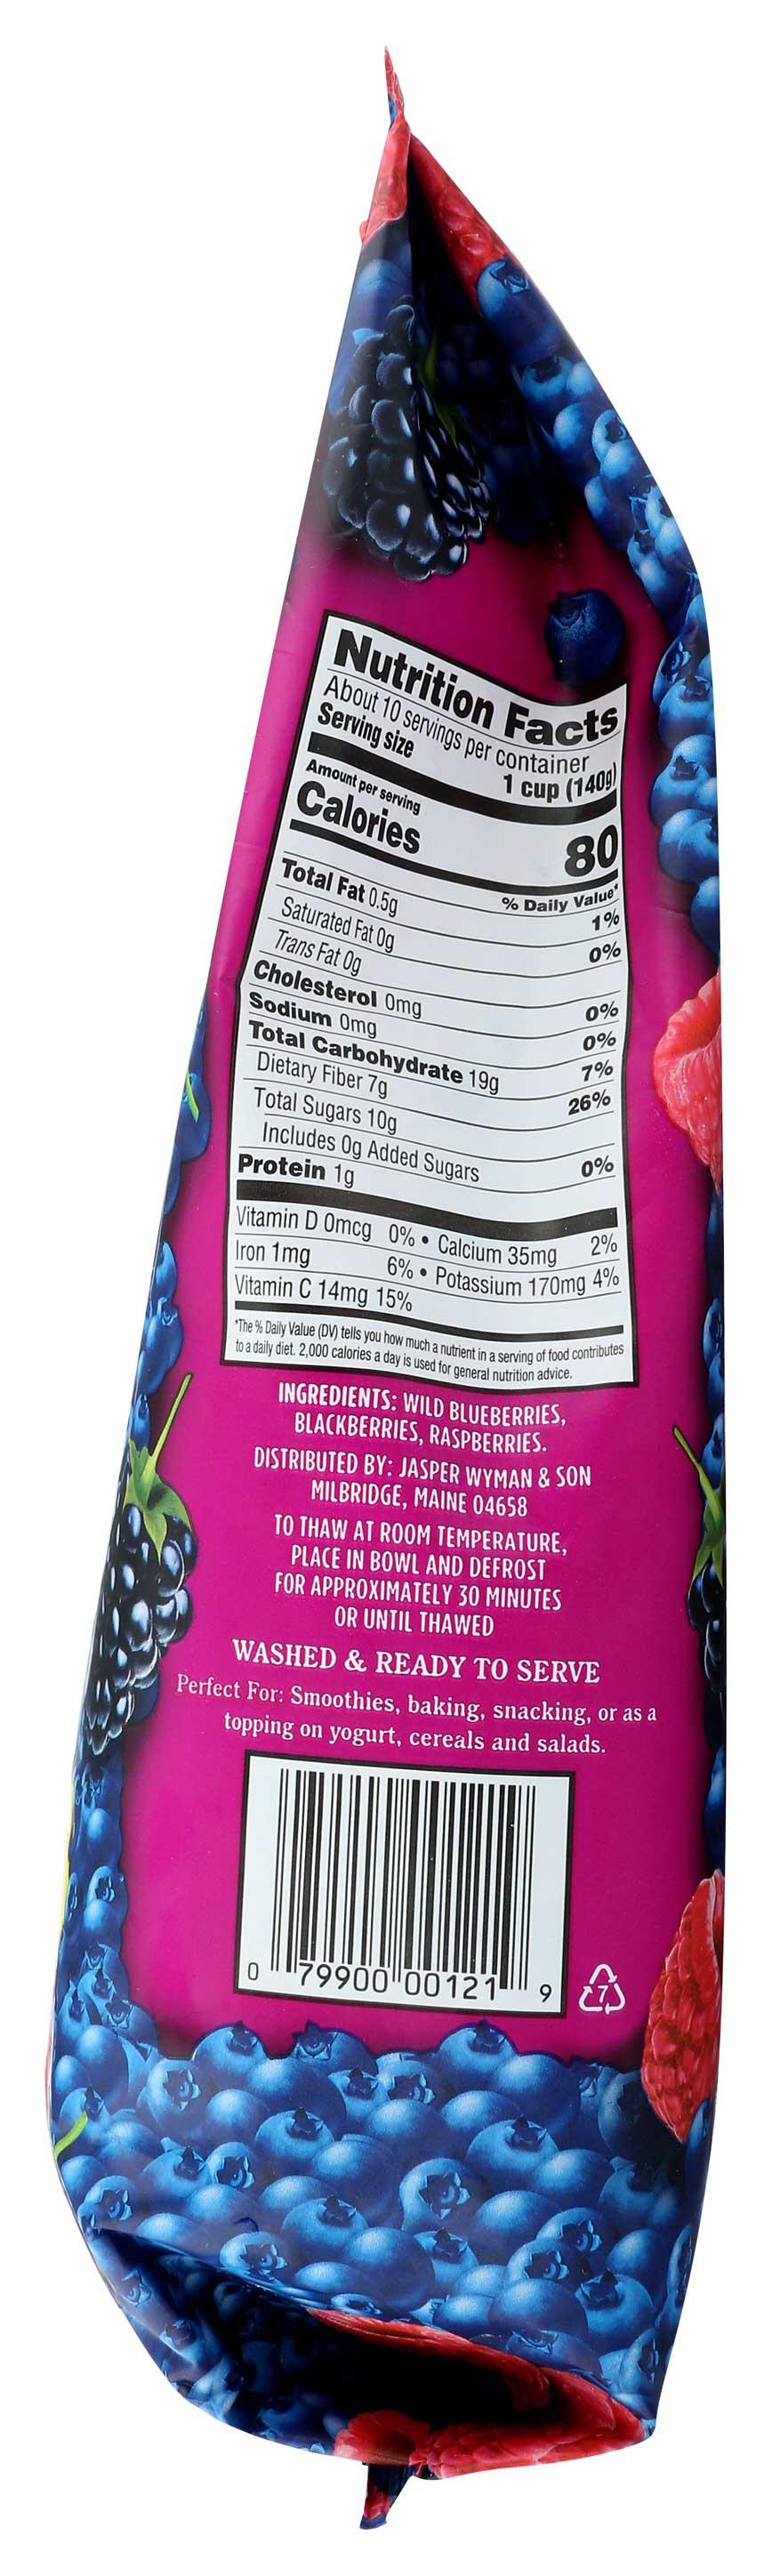 Nutrition Facts
About 10 servings per container
Serving size 1 cup (140g)
Amount per serving
Calories 80
% Daily Value*
Total Fat 0.5g 1%
Saturated Fat 0g 0%
Trans Fat 0g
Cholesterol 0mg 0%
Sodium 0mg 0%
Total Carbohydrate 19g 7%
Dietary Fiber 7g 26%
Total Sugars 10g
Includes 0g Added Sugars 0%
Protein 1g
Vitamin D 0mcg 0% • Calcium 35mg 2%
Iron 1mg 6% • Potassium 170mg 4%
Vitamin C 14mg 15%
*The % Daily Value (DV) tells you how much a nutrient in a serving of food contributes
to a daily diet. 2,000 calories a day is used for general nutrition advice.
INGREDIENTS: WILD BLUEBERRIES,
BLACKBERRIES, RASPBERRIES.
DISTRIBUTED BY: JASPER WYMAN & SON
MILBRIDGE, MAINE 04658
TO THAW AT ROOM TEMPERATURE,
PLACE IN BOWL AND DEFROST
FOR APPROXIMATELY 30 MINUTES
OR UNTIL THAWED
WASHED & READY TO SERVE
Perfect For: Smoothies, baking, snacking, or as a
topping on yogurt, cereals and salads.
0 79900 00121 9
7